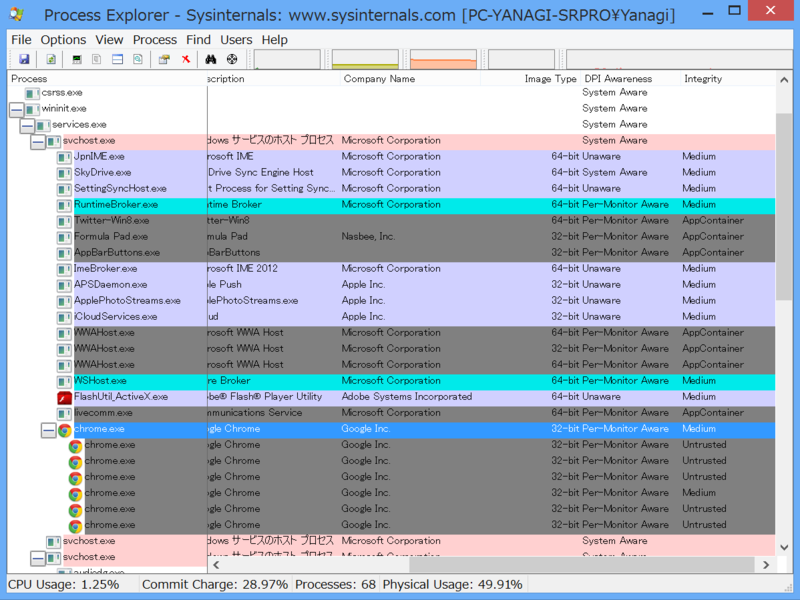 Process Explorer - Sysinternals: www.sysinternals.com [PC-YANAGI-SRPRO¥Yanagi]
File Options View Process Find Users Help
Process scription Company Name Image Type DPI Awareness Integrity
csrss.exe System Aware
wininit.exe System Aware
services.exe System Aware
svchost.exe dows サービスのホスト プロセス Microsoft Corporation System Aware
JpnIME.exe rosoft IME Microsoft Corporation 64-bit Unaware Medium
SkyDrive.exe Drive Sync Engine Host Microsoft Corporation 64-bit System Aware Medium
SettingSyncHost.exe t Process for Setting Sync... Microsoft Corporation 64-bit Unaware Medium
RuntimeBroker.exe time Broker Microsoft Corporation 64-bit Per-Monitor Aware Medium
Twitter-Win8.exe tter-Win8 64-bit Per-Monitor Aware AppContainer
Formula Pad.exe mula Pad Nasbee, Inc. 32-bit Per-Monitor Aware AppContainer
AppBarButtons.exe BarButtons 32-bit Per-Monitor Aware AppContainer
ImeBroker.exe rosoft IME 2012 Microsoft Corporation 64-bit Unaware Medium
APSDaemon.exe le Push Apple Inc. 32-bit Unaware Medium
ApplePhotoStreams.exe lePhotoStreams.exe Apple Inc. 32-bit Unaware Medium
iCloudServices.exe ud Apple Inc. 32-bit Unaware Medium
WWAHost.exe rosoft WWA Host Microsoft Corporation 64-bit Per-Monitor Aware AppContainer
WWAHost.exe rosoft WWA Host Microsoft Corporation 64-bit Per-Monitor Aware AppContainer
WWAHost.exe rosoft WWA Host Microsoft Corporation 64-bit Per-Monitor Aware AppContainer
WSHost.exe re Broker Microsoft Corporation 64-bit Per-Monitor Aware Medium
FlashUtil_ActiveX.exe be® Flash® Player Utility Adobe Systems Incorporated 32-bit Unaware Medium
livecomm.exe munications Service Microsoft Corporation 64-bit Per-Monitor Aware AppContainer
chrome.exe gle Chrome Google Inc. 32-bit Per-Monitor Aware Medium
chrome.exe gle Chrome Google Inc. 32-bit Per-Monitor Aware Untrusted
chrome.exe gle Chrome Google Inc. 32-bit Per-Monitor Aware Untrusted
chrome.exe gle Chrome Google Inc. 32-bit Per-Monitor Aware Untrusted
chrome.exe gle Chrome Google Inc. 32-bit Per-Monitor Aware Medium
chrome.exe gle Chrome Google Inc. 32-bit Per-Monitor Aware Untrusted
chrome.exe gle Chrome Google Inc. 32-bit Per-Monitor Aware Untrusted
svchost.exe dows サービスのホスト プロセス Microsoft Corporation System Aware
svchost.exe dows サービスのホスト プロセス Microsoft Corporation System Aware
audiodg.exe
CPU Usage: 1.25% Commit Charge: 28.97% Processes: 68 Physical Usage: 49.91%